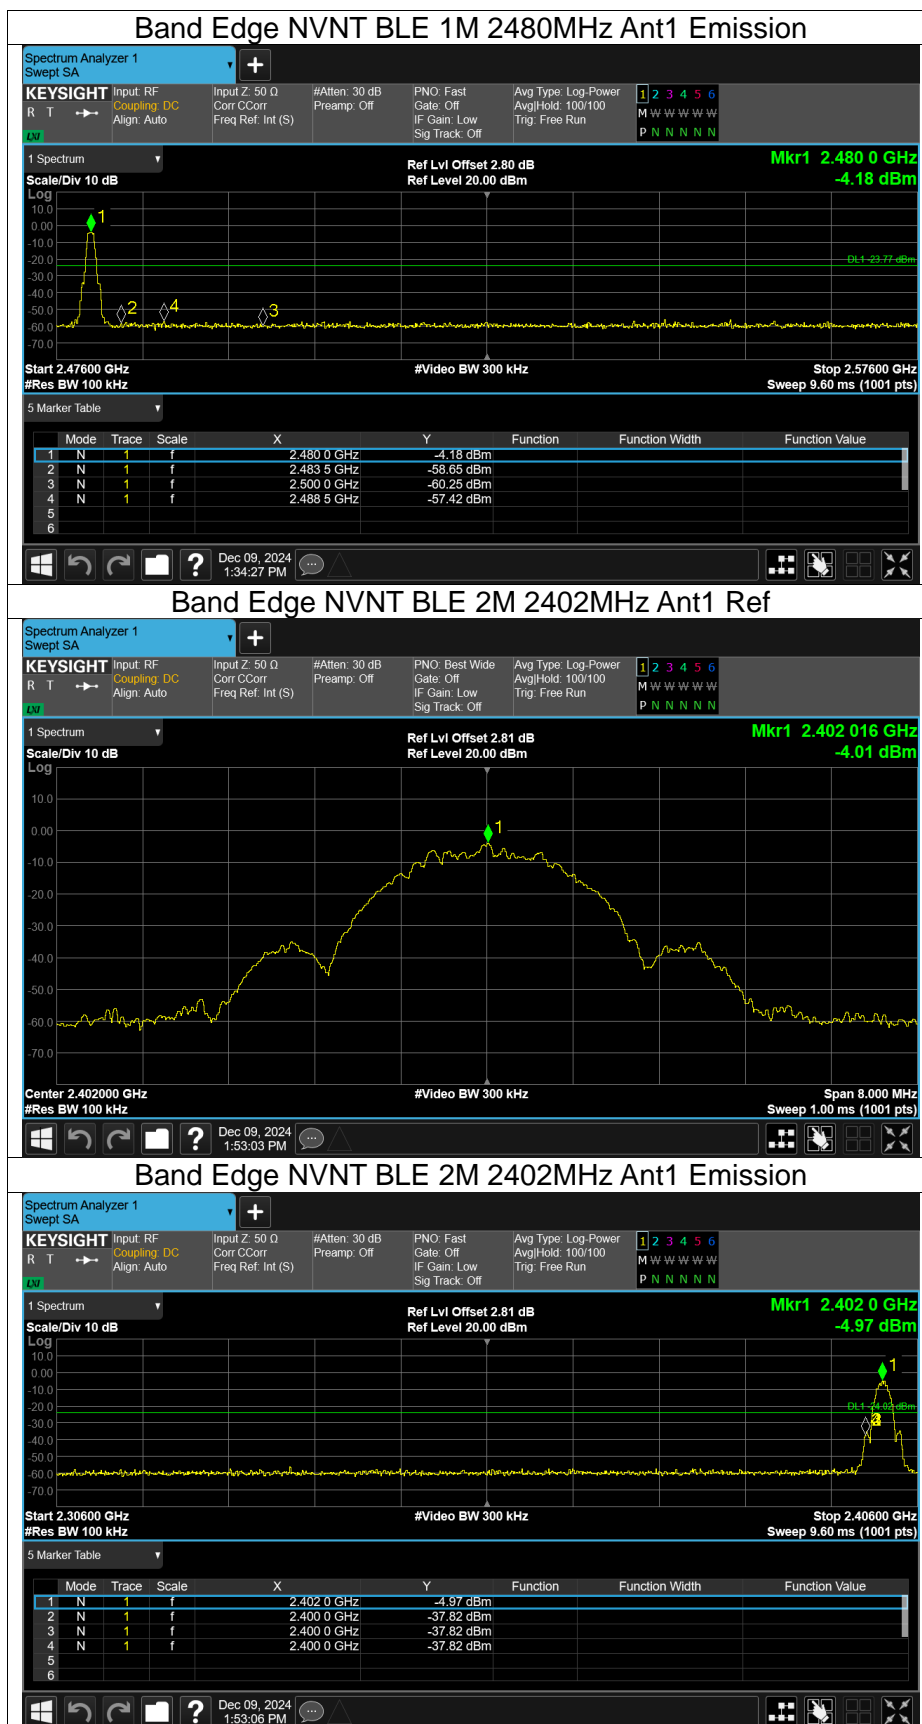 Band Edge NVNT BLE 1M 2480MHz Ant1 Emission
Spectrum Analyzer 1
Swept SA
+
KEYSIGHT Input: RF Input Z: 50 Ω #Atten: 30 dB PNO: Fast Avg Type: Log-Power 1 2 3 4 5 6
R T Coupling: DC Corr CCorr Preamp: Off Gate: Off Avg|Hold: 100/100 M W W W W W
Align: Auto Freq Ref: Int (S) IF Gain: Low Trig: Free Run
LXI Sig Track: Off P N N N N N
1 Spectrum Ref Lvl Offset 2.80 dB Mkr1 2.480 0 GHz
Scale/Div 10 dB Ref Level 20.00 dBm -4.18 dBm
Log
10.0
0.00
-10.0
-20.0
-30.0
-40.0
-50.0
-60.0
-70.0
1
DL1 -23.77 dBm
2 4 3
Start 2.47600 GHz #Video BW 300 kHz Stop 2.57600 GHz
#Res BW 100 kHz Sweep 9.60 ms (1001 pts)
5 Marker Table
Mode Trace Scale X Y Function Function Width Function Value
1 N 1 f 2.480 0 GHz -4.18 dBm
2 N 1 f 2.483 5 GHz -58.65 dBm
3 N 1 f 2.500 0 GHz -60.25 dBm
4 N 1 f 2.488 5 GHz -57.42 dBm
5
6
? Dec 09, 2024
1:34:27 PM
Band Edge NVNT BLE 2M 2402MHz Ant1 Ref
Spectrum Analyzer 1
Swept SA
+
KEYSIGHT Input: RF Input Z: 50 Ω #Atten: 30 dB PNO: Best Wide Avg Type: Log-Power 1 2 3 4 5 6
R T Coupling: DC Corr CCorr Preamp: Off Gate: Off Avg|Hold: 100/100 M W W W W W
Align: Auto Freq Ref: Int (S) IF Gain: Low Trig: Free Run
LXI Sig Track: Off P N N N N N
1 Spectrum Ref Lvl Offset 2.81 dB Mkr1 2.402 016 GHz
Scale/Div 10 dB Ref Level 20.00 dBm -4.01 dBm
Log
10.0
0.00
-10.0
-20.0
-30.0
-40.0
-50.0
-60.0
-70.0
1
Center 2.402000 GHz #Video BW 300 kHz Span 8.000 MHz
#Res BW 100 kHz Sweep 1.00 ms (1001 pts)
? Dec 09, 2024
1:53:03 PM
Band Edge NVNT BLE 2M 2402MHz Ant1 Emission
Spectrum Analyzer 1
Swept SA
+
KEYSIGHT Input: RF Input Z: 50 Ω #Atten: 30 dB PNO: Fast Avg Type: Log-Power 1 2 3 4 5 6
R T Coupling: DC Corr CCorr Preamp: Off Gate: Off Avg|Hold: 100/100 M W W W W W
Align: Auto Freq Ref: Int (S) IF Gain: Low Trig: Free Run
LXI Sig Track: Off P N N N N N
1 Spectrum Ref Lvl Offset 2.81 dB Mkr1 2.402 0 GHz
Scale/Div 10 dB Ref Level 20.00 dBm -4.97 dBm
Log
10.0
0.00
-10.0
-20.0
-30.0
-40.0
-50.0
-60.0
-70.0
1
DL1 -24.02 dBm
Start 2.30600 GHz #Video BW 300 kHz Stop 2.40600 GHz
#Res BW 100 kHz Sweep 9.60 ms (1001 pts)
5 Marker Table
Mode Trace Scale X Y Function Function Width Function Value
1 N 1 f 2.402 0 GHz -4.97 dBm
2 N 1 f 2.400 0 GHz -37.82 dBm
3 N 1 f 2.400 0 GHz -37.82 dBm
4 N 1 f 2.400 0 GHz -37.82 dBm
5
6
? Dec 09, 2024
1:53:06 PM